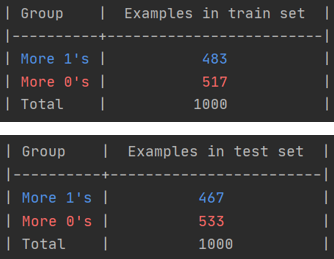 | Group | Examples in train set |
|----------+------------------------|
| More 1's | 483 |
| More 0's | 517 |
| Total | 1000 |
| Group | Examples in test set |
|----------+------------------------|
| More 1's | 467 |
| More 0's | 533 |
| Total | 1000 |